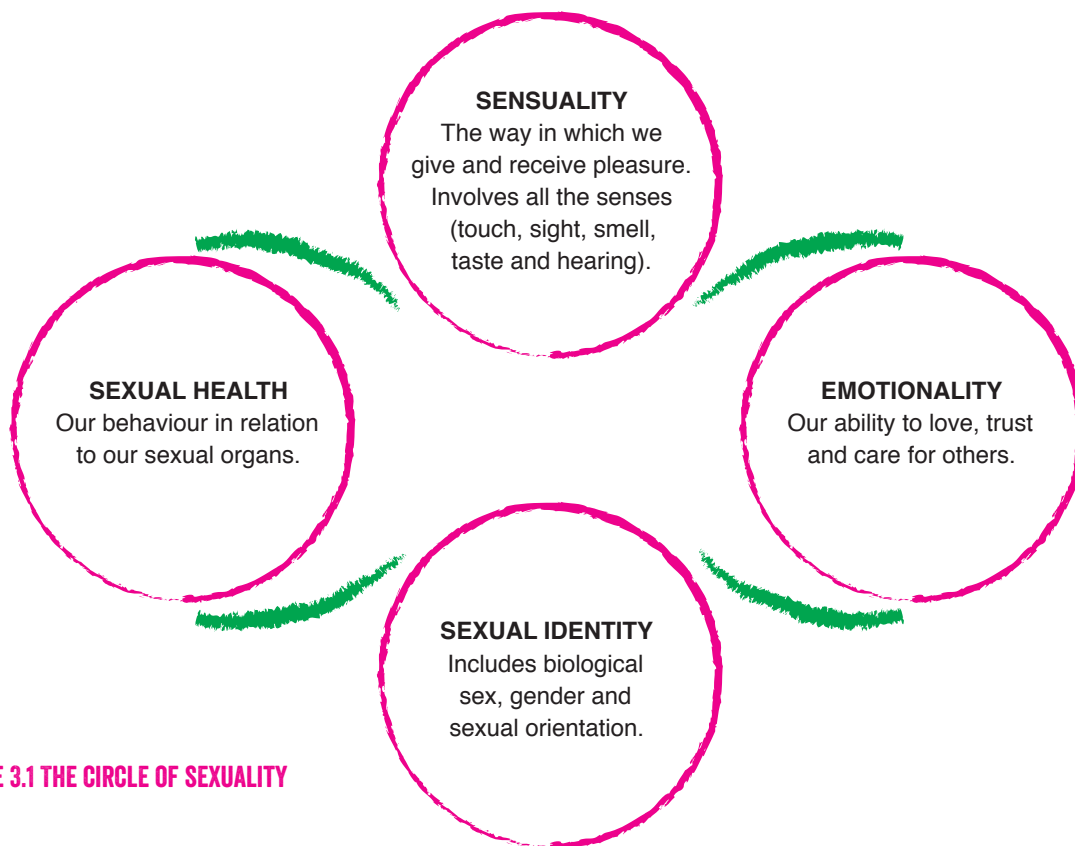 SENSUALITY
The way in which we
give and receive pleasure.
Involves all the senses
(touch, sight, smell,
taste and hearing).
SEXUAL HEALTH
Our behaviour in relation
to our sexual organs.
EMOTIONALITY
Our ability to love, trust
and care for others.
SEXUAL IDENTITY
Includes biological
sex, gender and
sexual orientation.
E 3.1 THE CIRCLE OF SEXUALITY